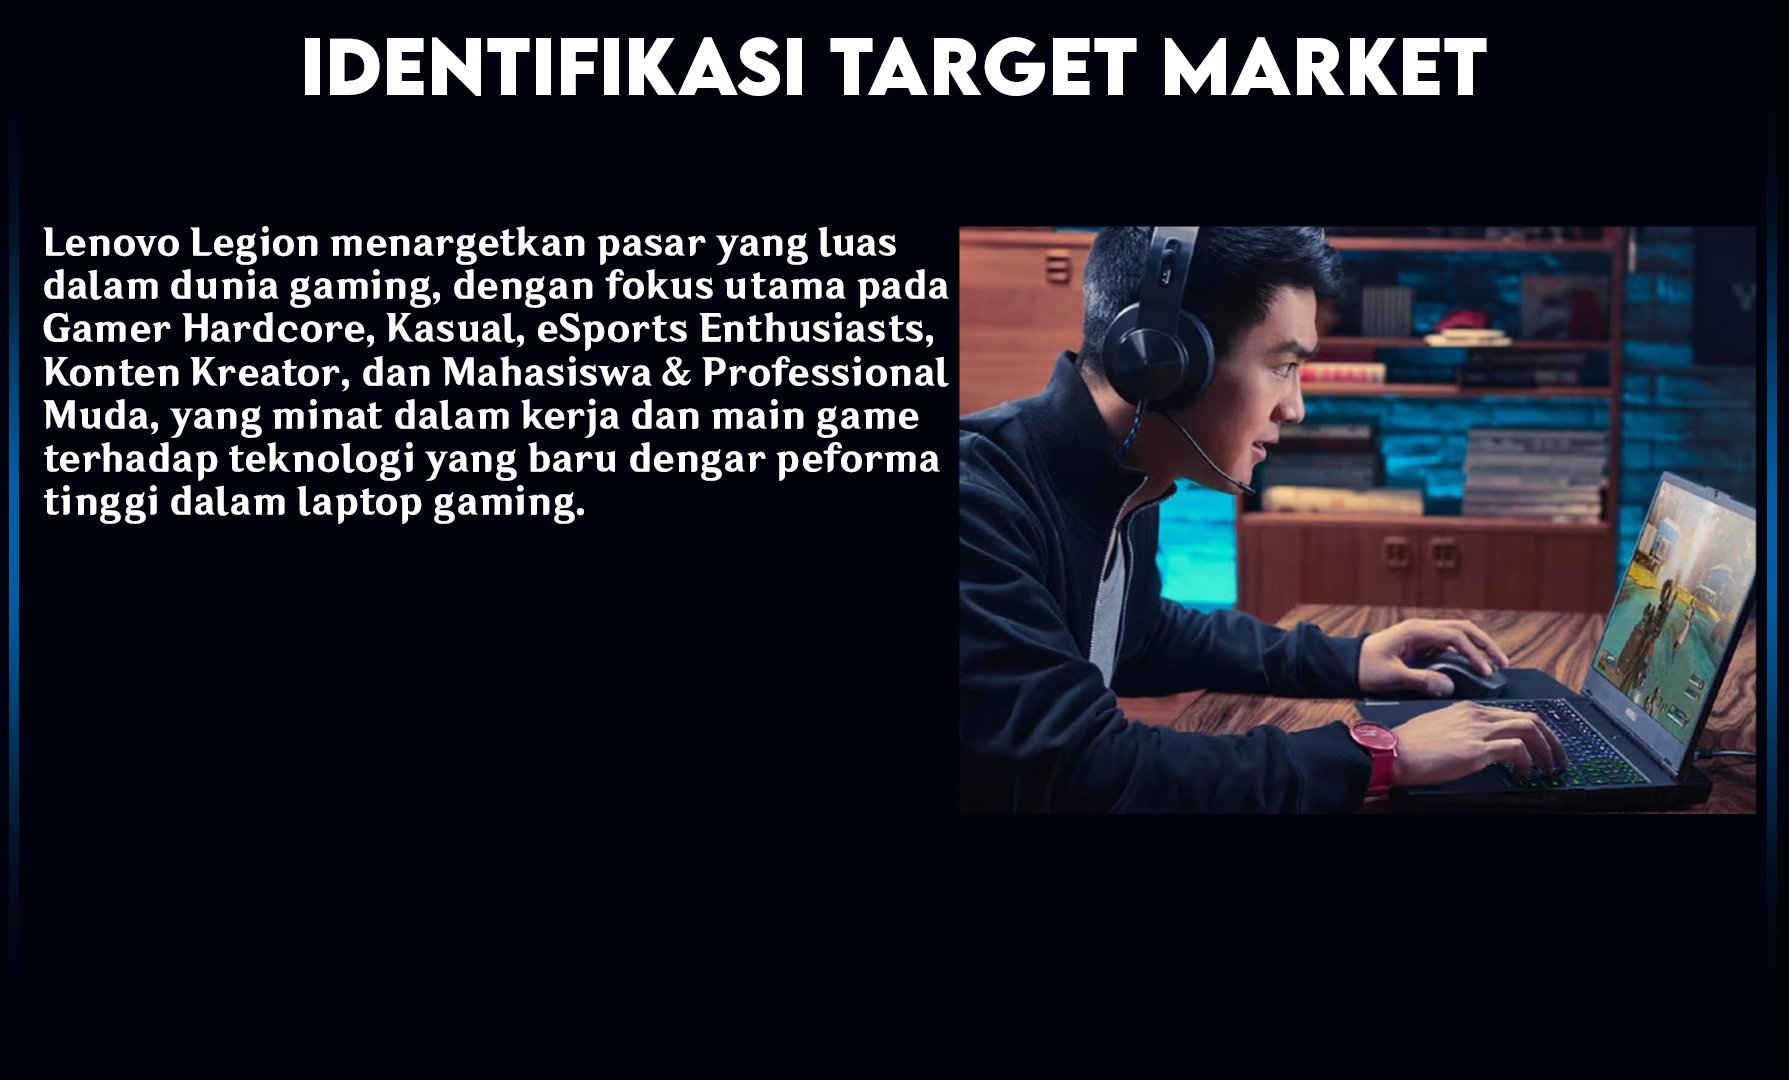 IDENTIFIKASI TARGET MARKET
Lenovo Legion menargetkan pasar yang luas
dalam dunia gaming, dengan fokus utama pada
Gamer Hardcore, Kasual, eSports Enthusiasts,
Konten Kreator, dan Mahasiswa & Professional
Muda, yang minat dalam kerja dan main game
terhadap teknologi yang baru dengar peforma
tinggi dalam laptop gaming.